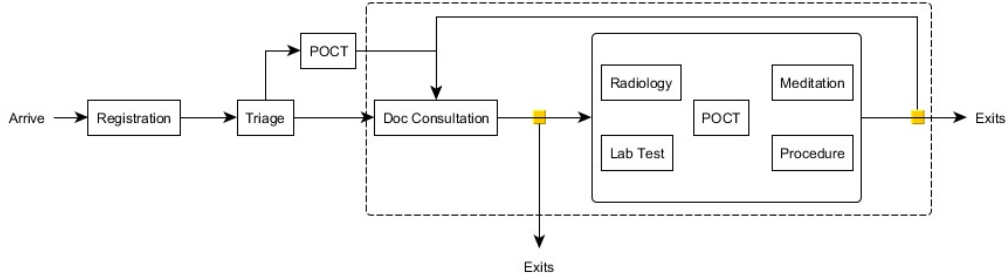 POCT
Radiology
Meditation
Arrive
Registration
Triage
Doc Consultation
POCT
Exits
Lab Test
Procedure
Exits